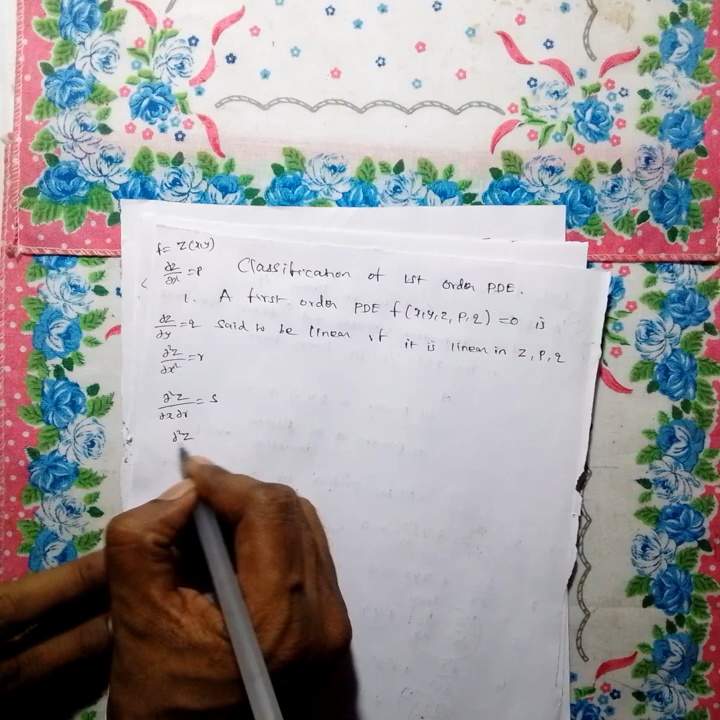 f= Z(x,y)
∂z/∂x = p
Classification of 1st order PDE.
1. A first order PDE f(x,y,z,p,q)=0 is
∂z/∂y = q said to be linear if it is linear in z,p,q
∂²z/∂x² = r
∂²z/∂x∂r = s
∂²z